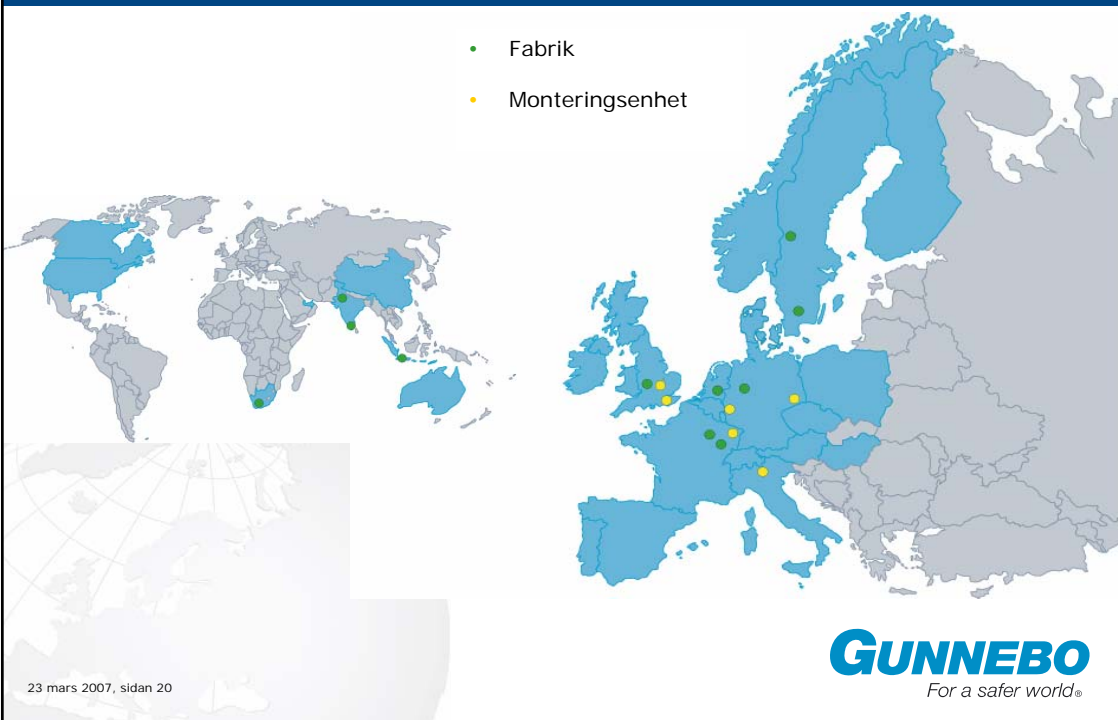 Fabrik
Monteringsenhet
GUNNEBO
For a safer world®
23 mars 2007, sidan 20